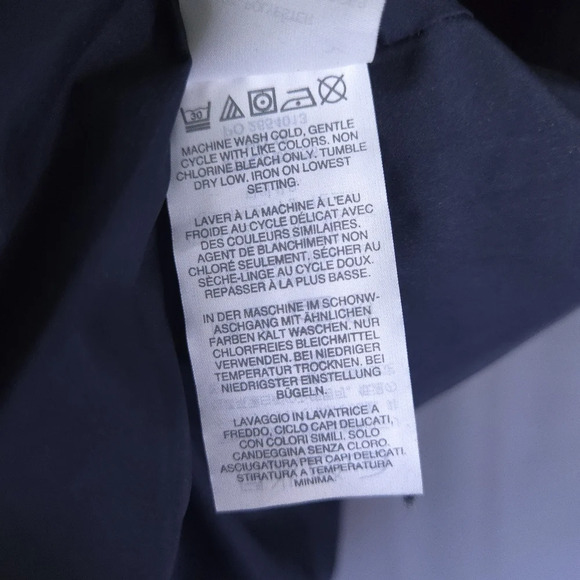 POLYESTER
30
PO 2654013
MACHINE WASH COLD, GENTLE
CYCLE WITH LIKE COLORS. NON
CHLORINE BLEACH ONLY. TUMBLE
DRY LOW. IRON ON LOWEST
SETTING.
LAVER À LA MACHINE À L'EAU
FROIDE AU CYCLE DÉLICAT AVEC
DES COULEURS SIMILAIRES.
AGENT DE BLANCHIMENT NON
CHLORÉ SEULEMENT. SÉCHER AU
SÈCHE-LINGE AU CYCLE DOUX.
REPASSER À LA PLUS BASSE.
IN DER MASCHINE IM SCHONW-
ASCHGANG MIT ÄHNLICHEN
FARBEN KALT WASCHEN. NUR
CHLORFREIES BLEICHMITTEL
VERWENDEN. BEI NIEDRIGER
TEMPERATUR TROCKNEN. BEI
NIEDRIGSTER EINSTELLUNG
BÜGELN.
LAVAGGIO IN LAVATRICE A
FREDDO, CICLO CAPI DELICATI,
CON COLORI SIMILI. SOLO
CANDEGGINA SENZA CLORO.
ASCIUGATURA PER CAPI DELICATI.
STIRATURA A TEMPERATURA
MINIMA.